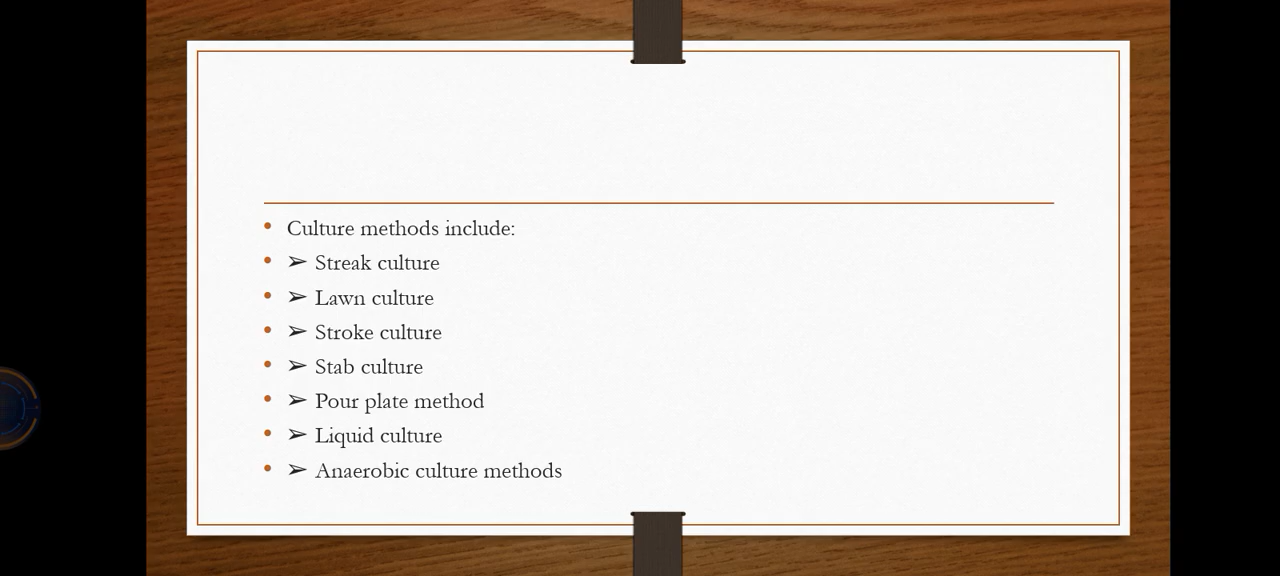 • Culture methods include:
• ➢ Streak culture
• ➢ Lawn culture
• ➢ Stroke culture
• ➢ Stab culture
• ➢ Pour plate method
• ➢ Liquid culture
• ➢ Anaerobic culture methods